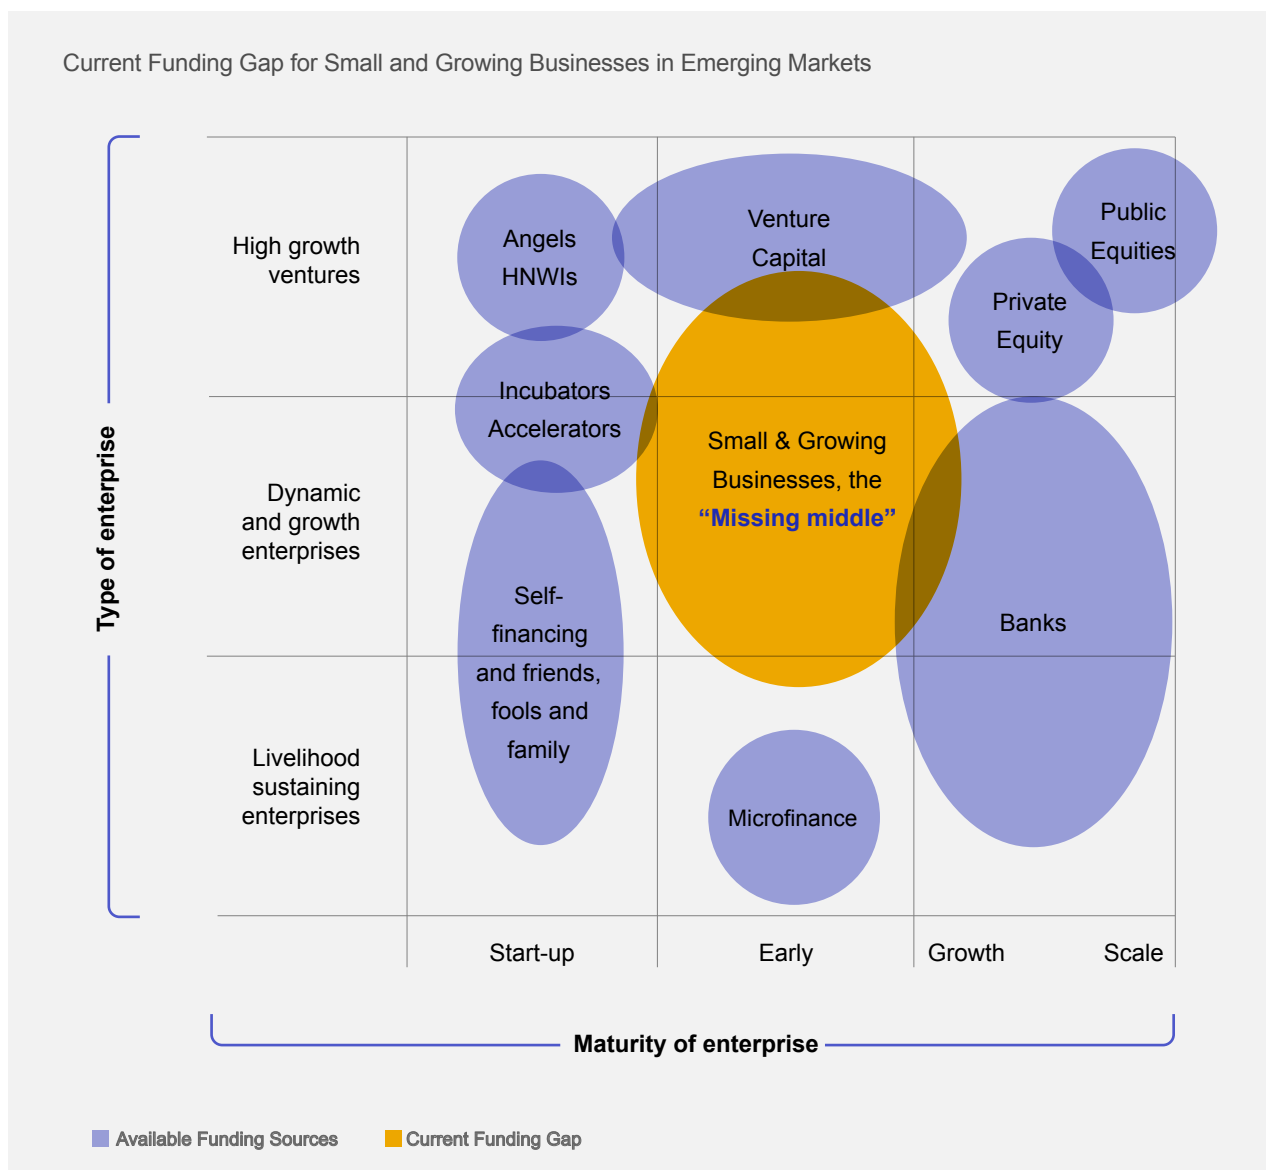 Current Funding Gap for Small and Growing Businesses in Emerging Markets
Type of enterprise
High growth
ventures
Dynamic
and growth
enterprises
Livelihood
sustaining
enterprises
Angels
HNWIs
Venture
Capital
Public
Equities
Private
Equity
Incubators
Accelerators
Small & Growing
Businesses, the
“Missing middle”
Self-
financing
and friends,
fools and
family
Banks
Microfinance
Start-up
Early
Growth
Scale
Maturity of enterprise
Available Funding Sources
Current Funding Gap